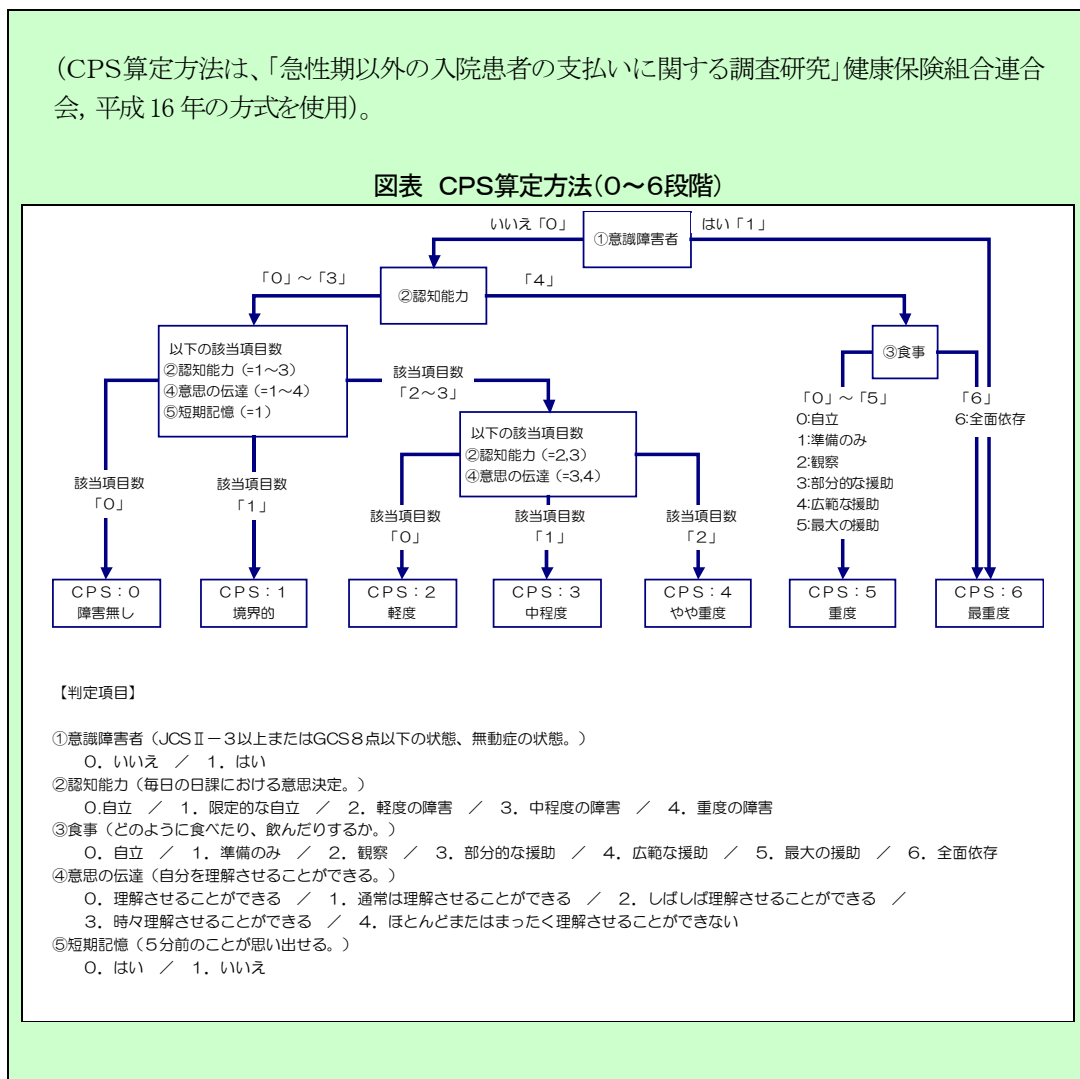 (CPS算定方法は、「急性期以外の入院患者の支払いに関する調査研究」健康保険組合連合
会, 平成 16 年の方式を使用)。
図表 CPS算定方法(0～6段階)
いいえ「0」
はい「1」
①意識障害者
「0」～「3」
②認知能力
「4」
③食事
以下の該当項目数
②認知能力 (=1～3)
④意思の伝達 (=1～4)
⑤短期記憶 (=1)
該当項目数
「2～3」
以下の該当項目数
②認知能力 (=2,3)
④意思の伝達 (=3,4)
「0」～「5」
0:自立
1:準備のみ
2:観察
3:部分的な援助
4:広範な援助
5:最大の援助
「6」
6:全面依存
該当項目数
「0」
該当項目数
「1」
該当項目数
「0」
該当項目数
「1」
該当項目数
「2」
CPS：0
障害無し
CPS：1
境界的
CPS：2
軽度
CPS：3
中程度
CPS：4
やや重度
CPS：5
重度
CPS：6
最重度
【判定項目】
①意識障害者（JCSⅡ－3以上またはGCS8点以下の状態、無動症の状態。）
0．いいえ ／ 1．はい
②認知能力（毎日の日課における意思決定。）
0.自立 ／ 1．限定的な自立 ／ 2．軽度の障害 ／ 3．中程度の障害 ／ 4．重度の障害
③食事（どのように食べたり、飲んだりするか。）
0．自立 ／ 1．準備のみ ／ 2．観察 ／ 3．部分的な援助 ／ 4．広範な援助 ／ 5．最大の援助 ／ 6．全面依存
④意思の伝達（自分を理解させることができる。）
0．理解させることができる ／ 1．通常は理解させることができる ／ 2．しばしば理解させることができる ／
3．時々理解させることができる ／ 4．ほとんどまたはまったく理解させることができない
⑤短期記憶（5分前のことが思い出せる。）
0．はい ／ 1．いいえ